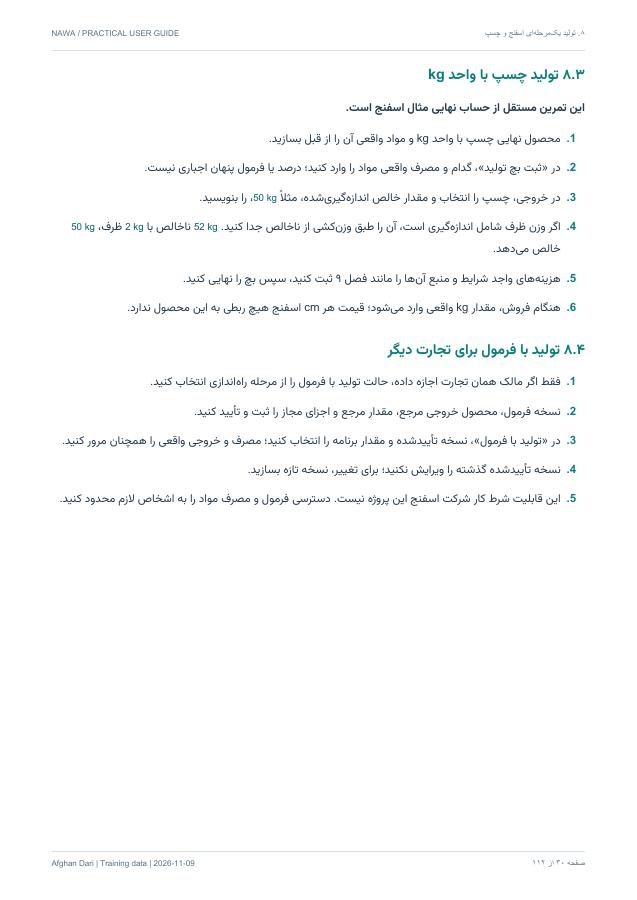 NAWA / PRACTICAL USER GUIDE
۸. تولید یک‌مرحله‌ای اسفنج و چسپ
۸.۳ تولید چسپ با واحد kg
این تمرین مستقل از حساب نهایی مثال اسفنج است.
1. محصول نهایی چسپ با واحد kg و مواد واقعی آن را از قبل بسازید.
2. در «ثبت بچ تولید»، گدام و مصرف واقعی مواد را وارد کنید؛ درصد یا فرمول پنهان اجباری نیست.
3. در خروجی، چسپ را انتخاب و مقدار خالص اندازه‌گیری‌شده، مثلاً 50 kg، را بنویسید.
4. اگر وزن ظرف شامل اندازه‌گیری است، آن را طبق وزن‌کشی از ناخالص جدا کنید. 52 kg ناخالص با 2 kg ظرف، 50 kg
خالص می‌دهد.
5. هزینه‌های واجد شرایط و منبع آن‌ها را مانند فصل ۹ ثبت کنید، سپس بچ را نهایی کنید.
6. هنگام فروش، مقدار kg واقعی وارد می‌شود؛ قیمت هر cm اسفنج هیچ ربطی به این محصول ندارد.
۸.۴ تولید با فرمول برای تجارت دیگر
1. فقط اگر مالک همان تجارت اجازه داده، حالت تولید با فرمول را از مرحله راه‌اندازی انتخاب کنید.
2. نسخه فرمول، محصول خروجی مرجع، مقدار مرجع و اجزای مجاز را ثبت و تأیید کنید.
3. در «تولید با فرمول»، نسخه تأییدشده و مقدار برنامه را انتخاب کنید؛ مصرف و خروجی واقعی را همچنان مرور کنید.
4. نسخه تأییدشده گذشته را ویرایش نکنید؛ برای تغییر، نسخه تازه بسازید.
5. این قابلیت شرط کار شرکت اسفنج این پروژه نیست. دسترسی فرمول و مصرف مواد را به اشخاص لازم محدود کنید.
Afghan Dari | Training data | 2026-11-09
صفحه ۳۰ از ۱۱۲